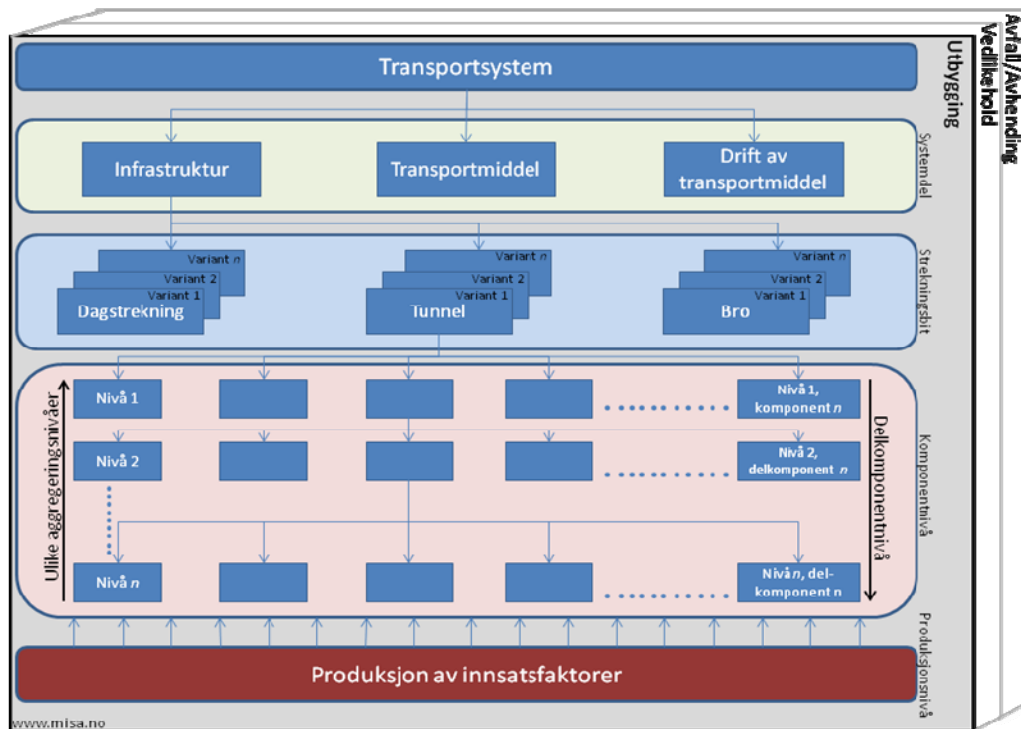 Transportsystem
Infrastruktur
Transportmiddel
Drift av
transportmiddel
Variant n
Variant 2
Variant 1
Dagstrekning
Variant n
Variant 2
Variant 1
Tunnel
Variant n
Variant 2
Variant 1
Bro
Ulike aggregeringsnivåer
Nivå 1
Nivå 1,
komponent n
Nivå 2
Nivå 2,
delkomponent n
Nivå n
Nivå n, del-
komponent n
Delkomponentnivå
Produksjon av innsatsfaktorer
Systemdel
Strekningsbit
Komponentnivå
Produksjonsnivå
Utbygging
Vedlikehold
Avfall/Avhending
www.misa.no